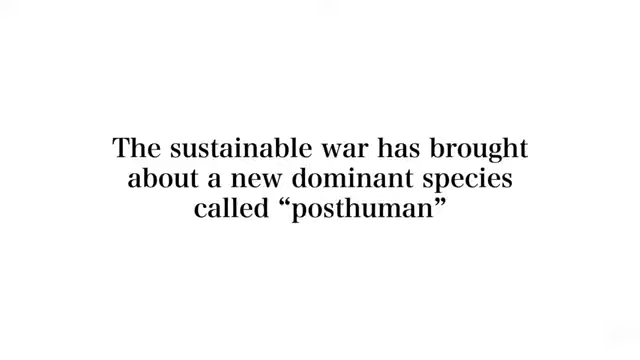 The sustainable war has brought
about a new dominant species
called “posthuman”